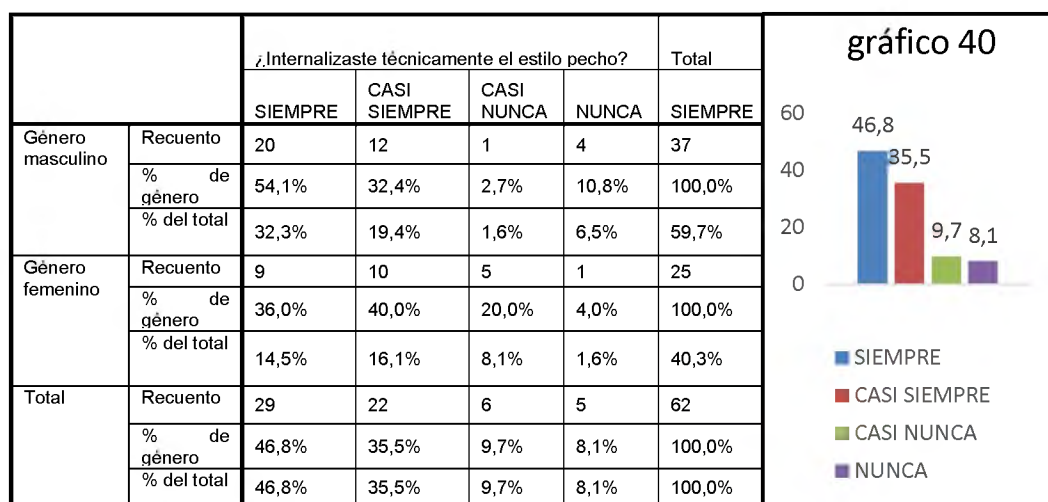 ¿Internalizaste técnicamente el estilo pecho? Total
SIEMPRE CASI SIEMPRE CASI NUNCA NUNCA SIEMPRE
Género masculino Recuento 20 12 1 4 37
% de género 54,1% 32,4% 2,7% 10,8% 100,0%
% del total 32,3% 19,4% 1,6% 6,5% 59,7%
Género femenino Recuento 9 10 5 1 25
% de género 36,0% 40,0% 20,0% 4,0% 100,0%
% del total 14,5% 16,1% 8,1% 1,6% 40,3%
Total Recuento 29 22 6 5 62
% de género 46,8% 35,5% 9,7% 8,1% 100,0%
% del total 46,8% 35,5% 9,7% 8,1% 100,0%
gráfico 40
60
40
20
0
46,8
35,5
9,7
8,1
SIEMPRE
CASI SIEMPRE
CASI NUNCA
NUNCA